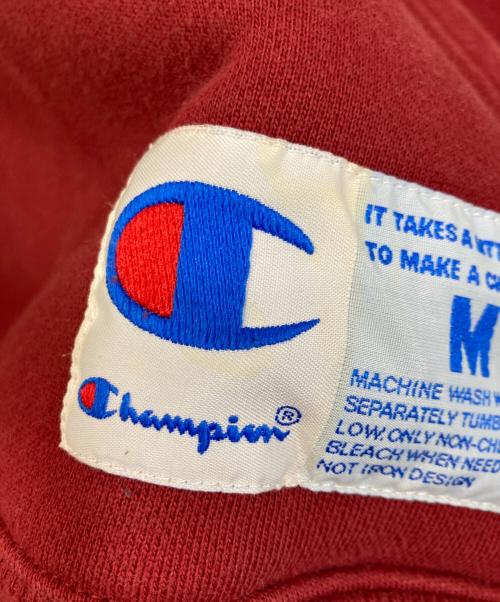 Champion®
IT TAKES A
TO MAKE A
M
MACHINE WASH
SEPARATELY
LOW. ONLY
BLEACH WHEN
NOT IRON DESIGN